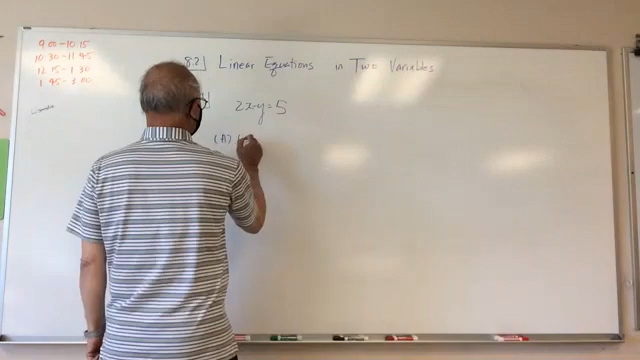 9:00-10:15
10:30-11:45
12:15-1:30
1:45-3:00
8.2] Linear Equations in Two Variables
2x-y=5
(A) (